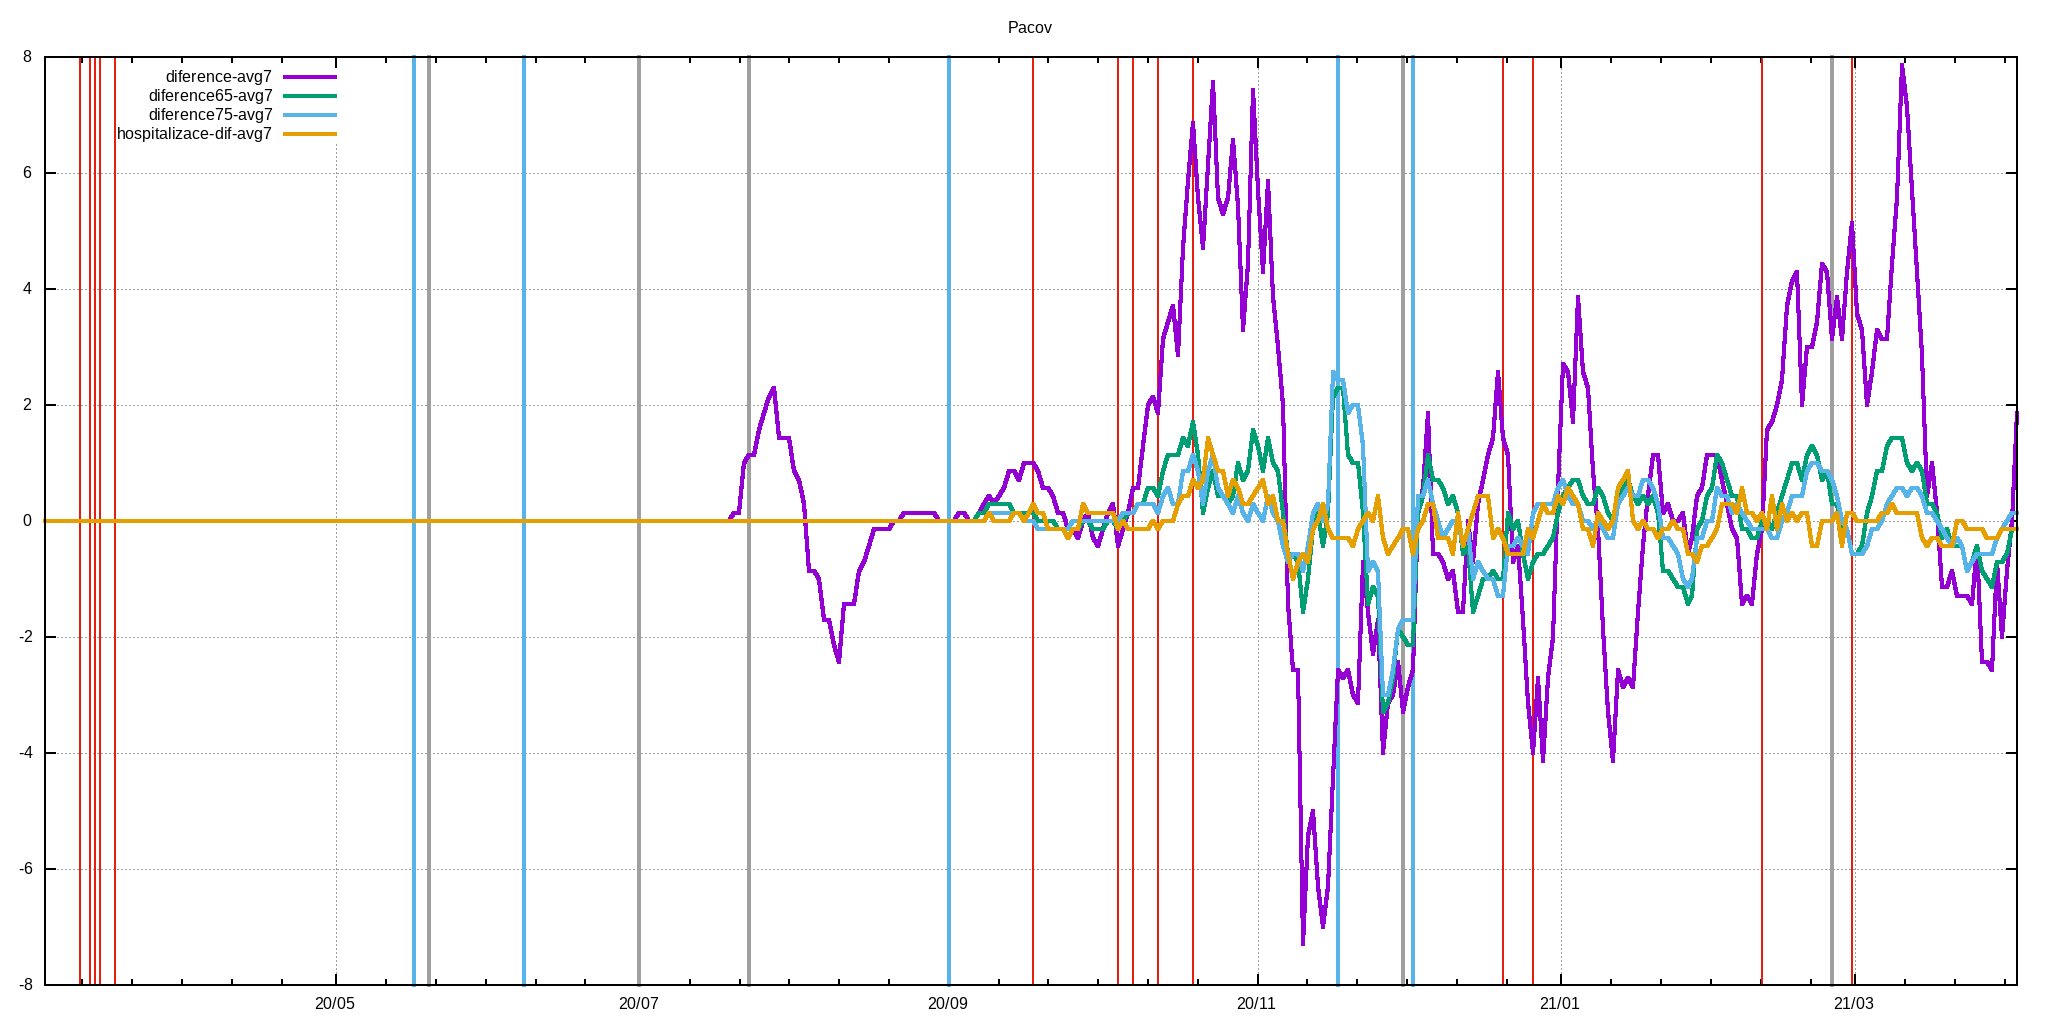 Pacov
diference-avg7
diference65-avg7
diference75-avg7
hospitalizace-dif-avg7
8
6
4
2
0
-2
-4
-6
-8
20/05 20/07 20/09 20/11 21/01 21/03